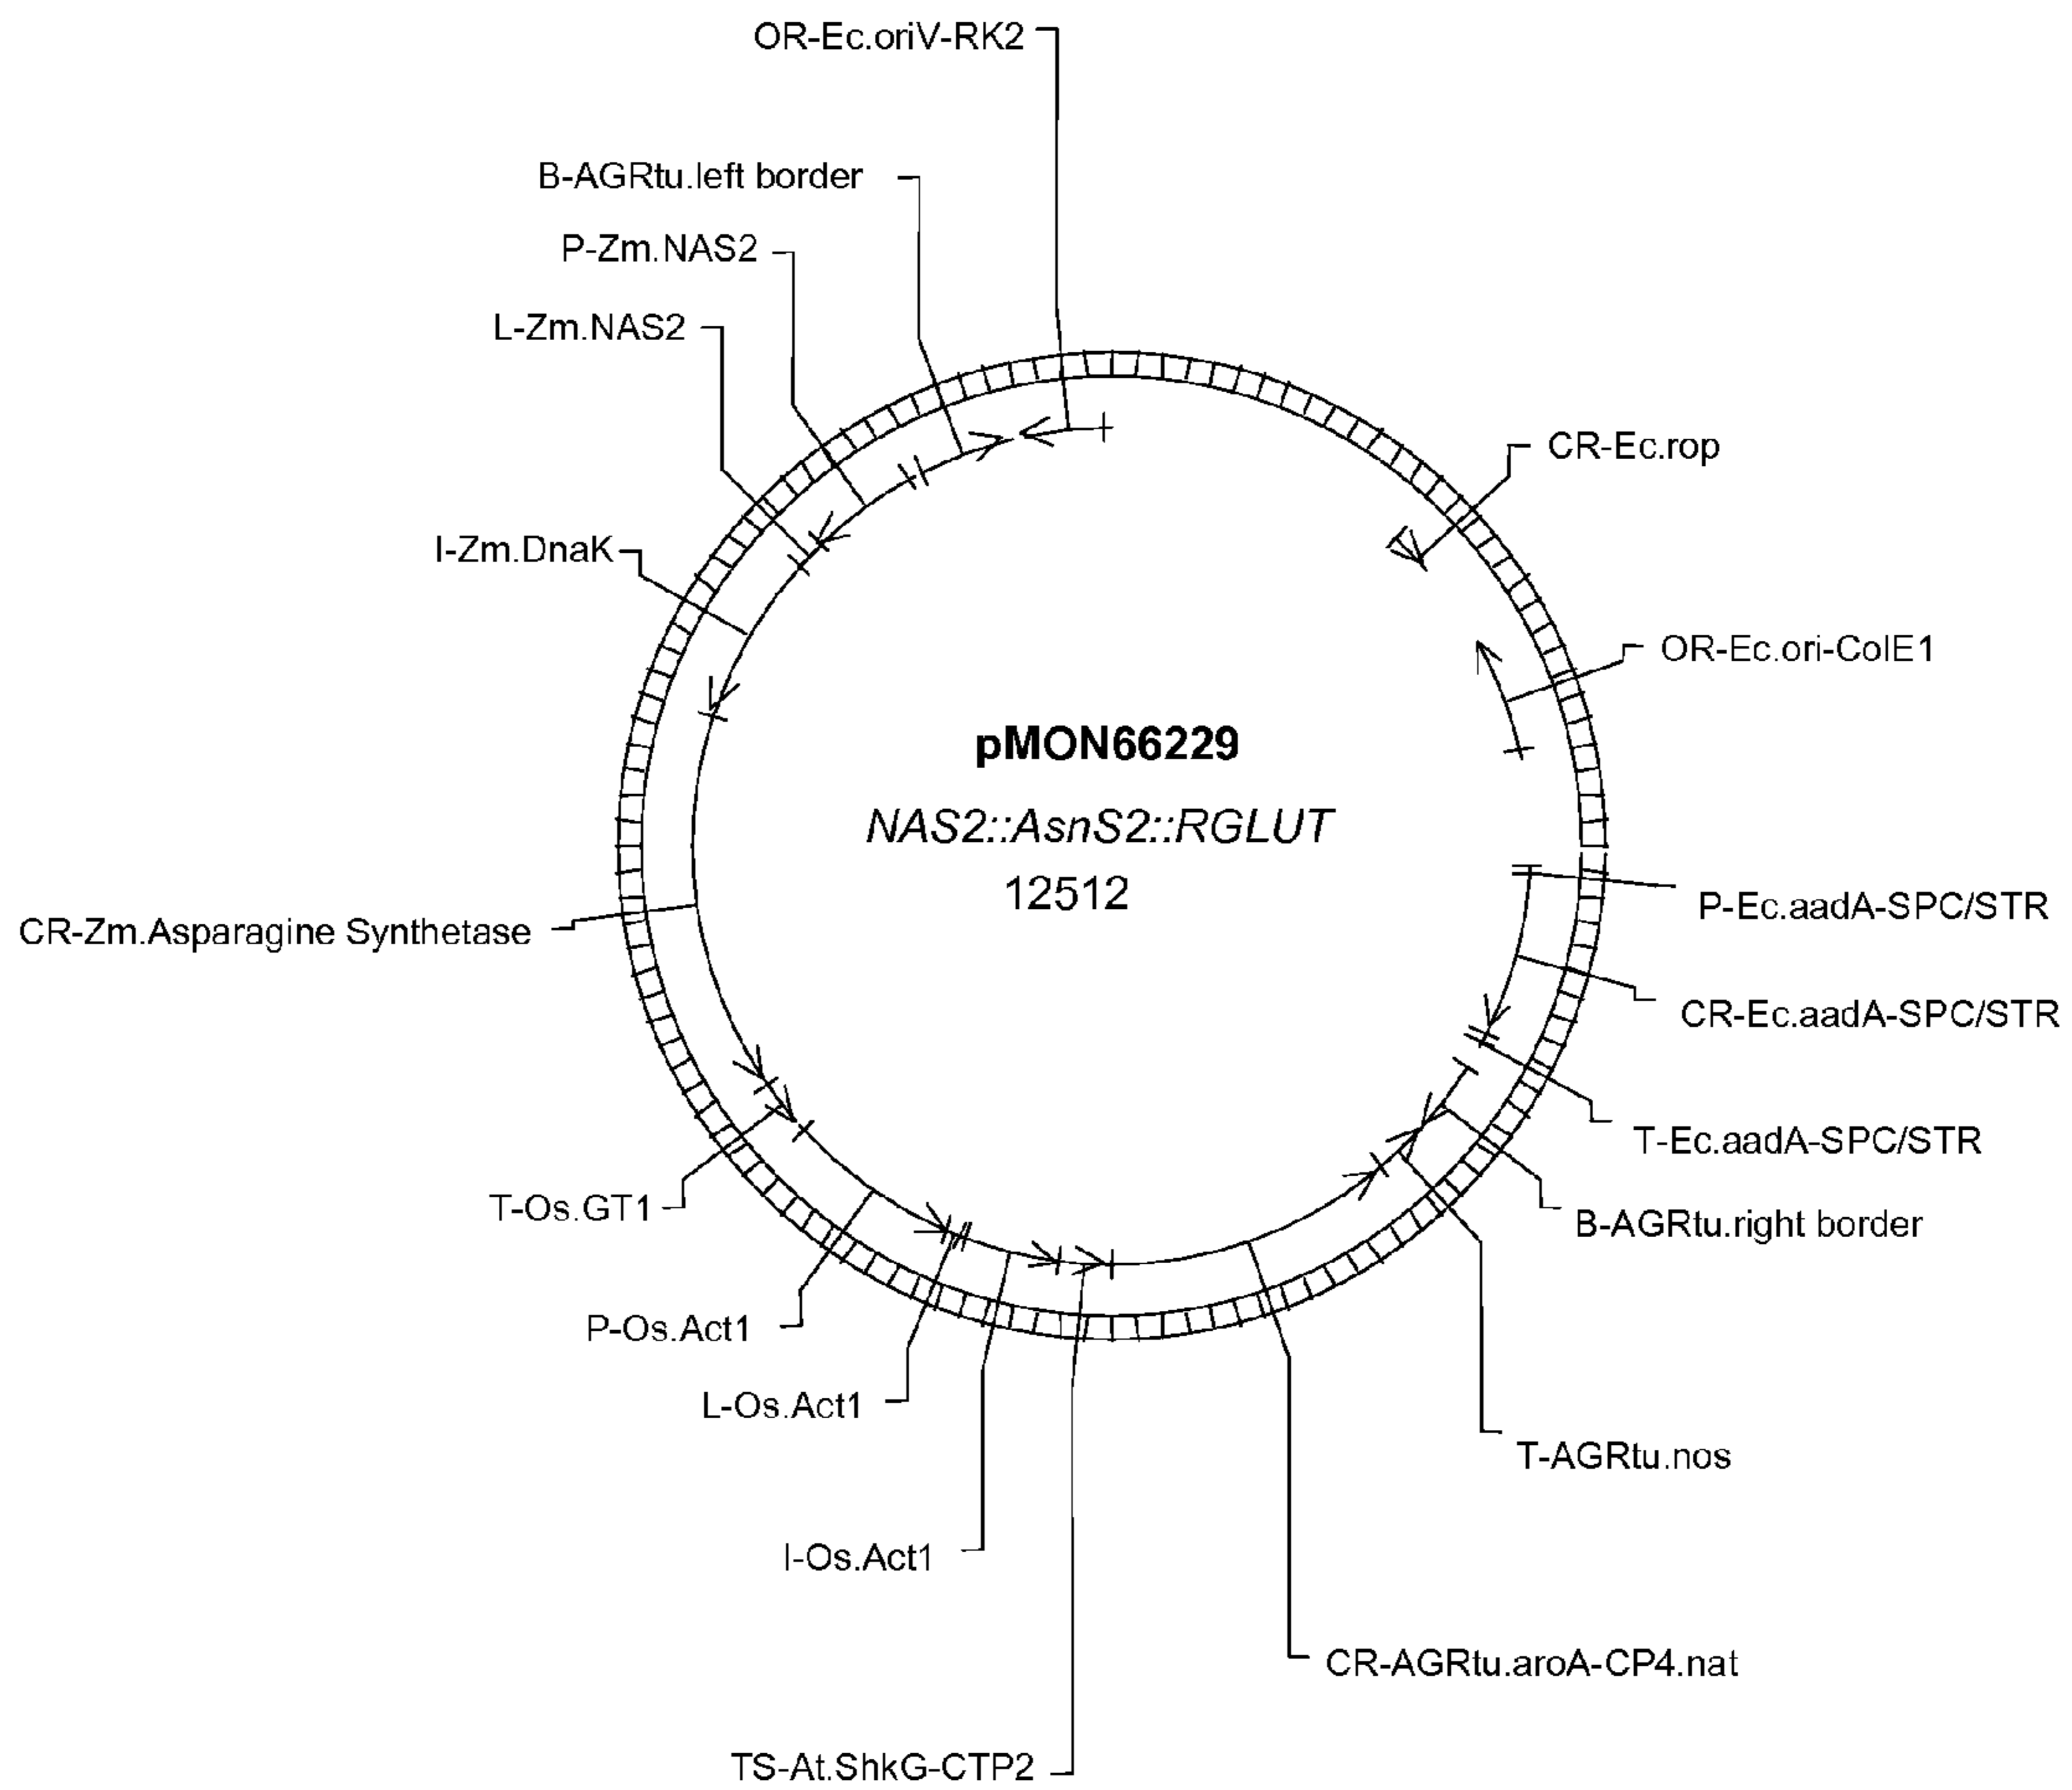 OR-Ec.oriV-RK2
B-AGRtu.left border
P-Zm.NAS2
L-Zm.NAS2
CR-Ec.rop
I-Zm.DnaK
OR-Ec.ori-ColE1
pMON66229
NAS2::AsnS2::RGLUT
12512
P-Ec.aadA-SPC/STR
CR-Zm.Asparagine Synthetase
CR-Ec.aadA-SPC/STR
T-Ec.aadA-SPC/STR
T-Os.GT1
B-AGRtu.right border
P-Os.Act1
L-Os.Act1
T-AGRtu.nos
I-Os.Act1
CR-AGRtu.aroA-CP4.nat
TS-At.ShkG-CTP2